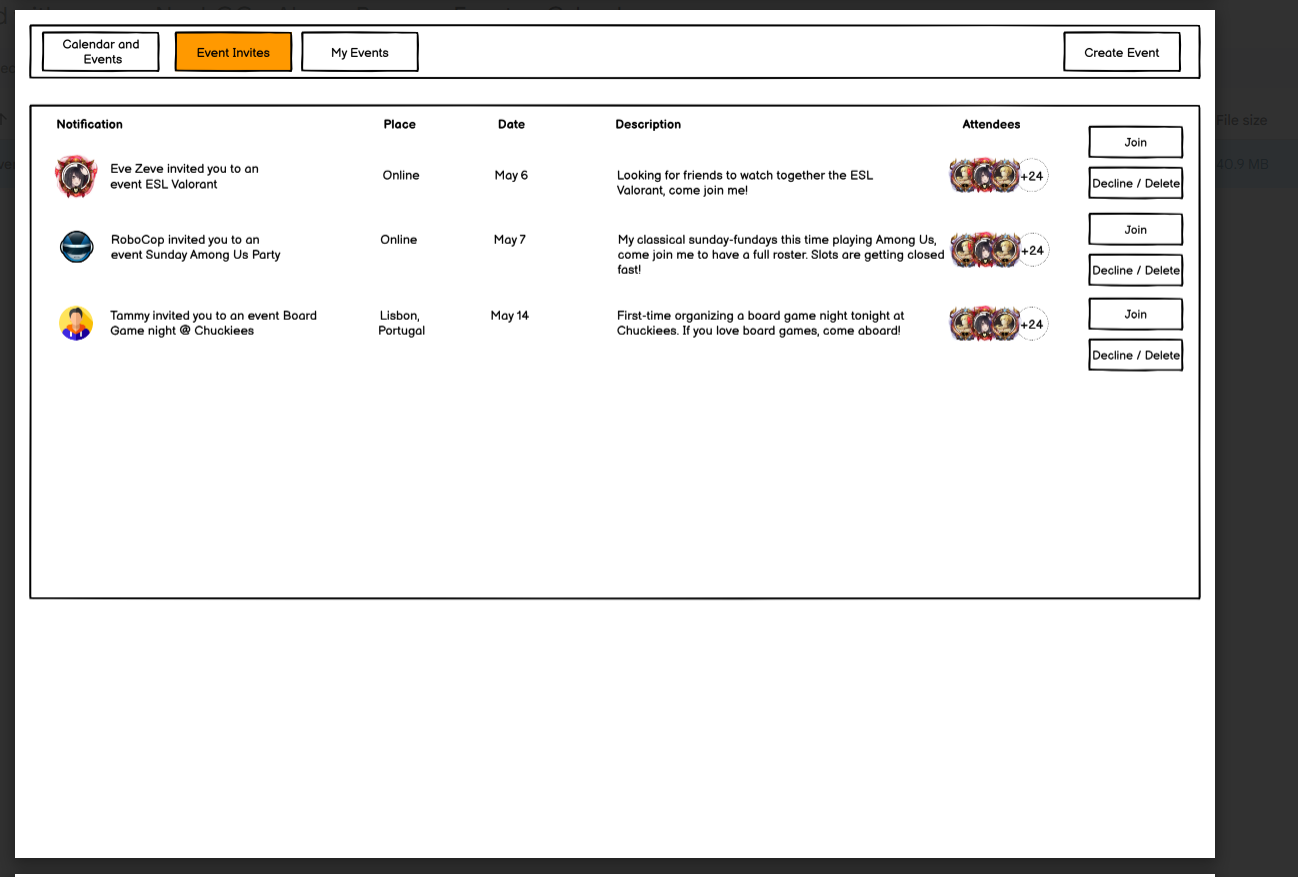 Calendar and
Events
Event Invites
My Events
Create Event
Notification
Place
Date
Description
Attendees
File size
Join
Eve Zeve invited you to an
event ESL Valorant
Online
May 6
Looking for friends to watch together the ESL
Valorant, come join me!
+24
Decline / Delete
40.9 MB
RoboCop invited you to an
event Sunday Among Us Party
Online
May 7
My classical sunday-fundays this time playing Among Us,
come join me to have a full roster. Slots are getting closed
fast!
+24
Join
Decline / Delete
Tammy invited you to an event Board
Game night @ Chuckiees
Lisbon,
Portugal
May 14
First-time organizing a board game night tonight at
Chuckiees. If you love board games, come aboard!
+24
Join
Decline / Delete